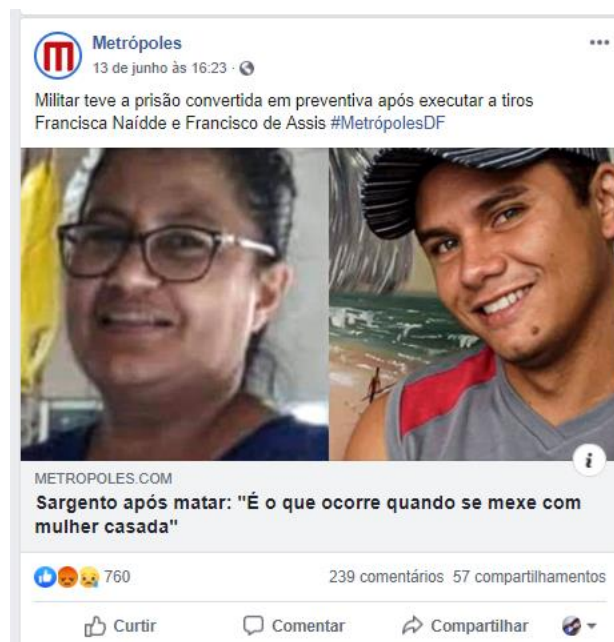 Metrópoles
13 de junho às 16:23 ·
Militar teve a prisão convertida em preventiva após executar a tiros
Francisca Naídde e Francisco de Assis #MetrópolesDF
METROPOLES.COM
Sargento após matar: "É o que ocorre quando se mexe com
mulher casada"
760
239 comentários 57 compartilhamentos
Curtir Comentar Compartilhar